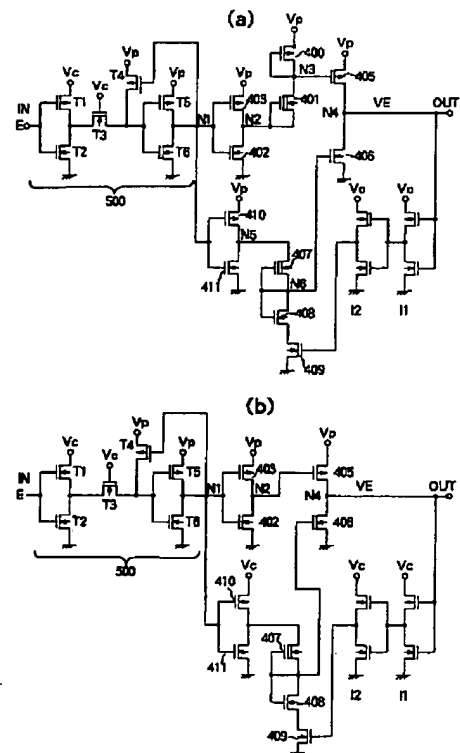 (a)
Vp
Vp
400
Vc
Vp
Vp
Vp
N3
405
IN
T1
Vc
T4
T5
N1
403
N2
401
N4
VE
OUT
E
T3
T2
T6
402
406
500
Vp
410
N5
407
411
N6
408
409
I2
I1
(b)
Vp
Vc
Vp
Vp
T4
405
IN
T1
T5
N1
403
N2
N4
VE
OUT
E
T3
T2
T6
402
406
500
Vc
410
Vc
Vc
407
411
408
I2
I1
409